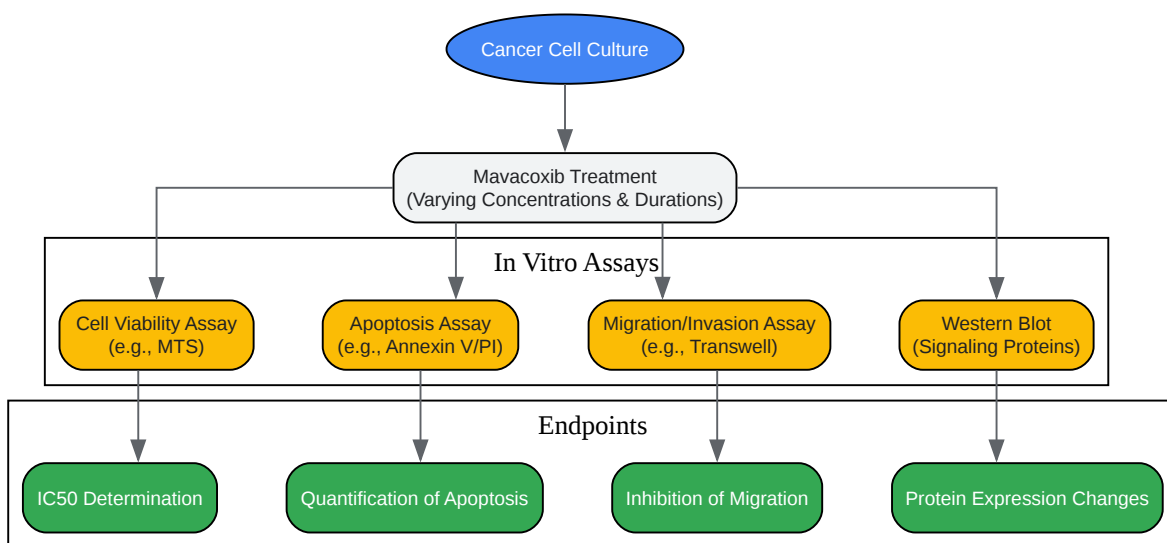 Cancer Cell Culture
Mavacoxib Treatment
(Varying Concentrations & Durations)
In Vitro Assays
Cell Viability Assay
(e.g., MTS)
Apoptosis Assay
(e.g., Annexin V/PI)
Migration/Invasion Assay
(e.g., Transwell)
Western Blot
(Signaling Proteins)
Endpoints
IC50 Determination
Quantification of Apoptosis
Inhibition of Migration
Protein Expression Changes